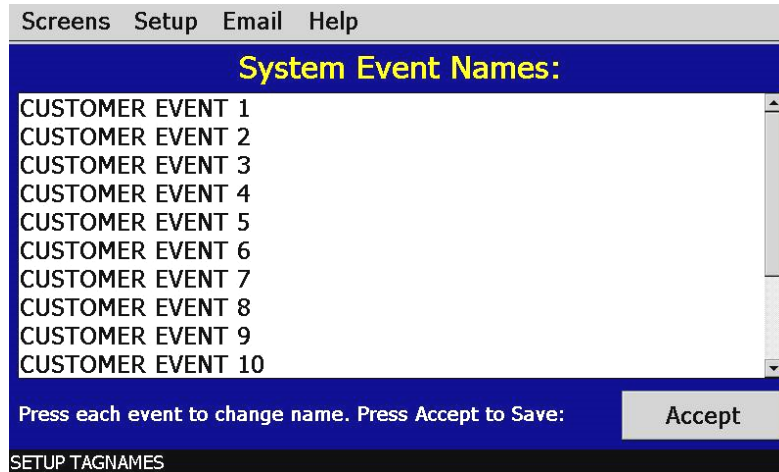 Screens Setup Email Help
System Event Names:
CUSTOMER EVENT 1
CUSTOMER EVENT 2
CUSTOMER EVENT 3
CUSTOMER EVENT 4
CUSTOMER EVENT 5
CUSTOMER EVENT 6
CUSTOMER EVENT 7
CUSTOMER EVENT 8
CUSTOMER EVENT 9
CUSTOMER EVENT 10
Press each event to change name. Press Accept to Save: Accept
SETUP TAGNAMES